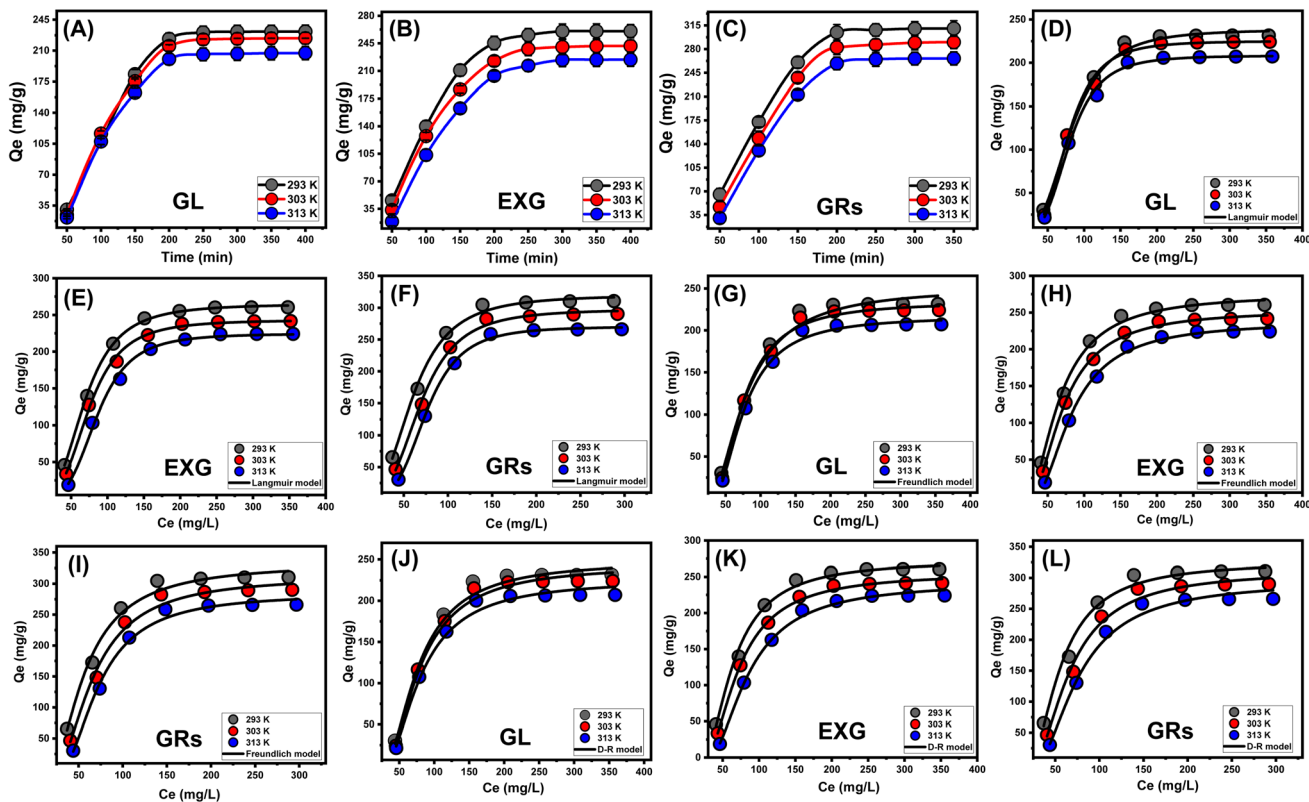 (A)
245
210
175
140
105
70
35
Qe (mg/g)
GL
293 K
303 K
313 K
50 100 150 200 250 300 350 400
Time (min)
(B)
280
245
210
175
140
105
70
35
Qe (mg/g)
EXG
293 K
303 K
313 K
50 100 150 200 250 300 350 400
Time (min)
(C)
315
280
245
210
175
140
105
70
35
Qe (mg/g)
GRs
293 K
303 K
313 K
50 100 150 200 250 300 350
Time (min)
(D)
250
200
150
100
50
Qe (mg/g)
GL
293 K
303 K
313 K
Langmuir model
50 100 150 200 250 300 350 400
Ce (mg/L)
(E)
300
250
200
150
100
50
Qe (mg/g)
EXG
293 K
303 K
313 K
Langmuir model
50 100 150 200 250 300 350 400
Ce (mg/L)
(F)
350
300
250
200
150
100
50
Qe (mg/g)
GRs
293 K
303 K
313 K
Langmuir model
50 100 150 200 250 300
Ce (mg/L)
(G)
250
200
150
100
50
Qe (mg/g)
GL
293 K
303 K
313 K
Freundlich model
50 100 150 200 250 300 350 400
Ce (mg/L)
(H)
300
250
200
150
100
50
0
Qe (mg/g)
EXG
293 K
303 K
313 K
Freundlich model
50 100 150 200 250 300 350 400
Ce (mg/L)
(I)
350
300
250
200
150
100
50
0
Qe (mg/g)
GRs
293 K
303 K
313 K
Freundlich model
50 100 150 200 250 300
Ce (mg/L)
(J)
250
200
150
100
50
Qe (mg/g)
GL
293 K
303 K
313 K
D-R model
50 100 150 200 250 300 350 400
Ce (mg/L)
(K)
300
250
200
150
100
50
0
Qe (mg/g)
EXG
293 K
303 K
313 K
D-R model
50 100 150 200 250 300 350 400
Ce (mg/L)
(L)
350
300
250
200
150
100
50
0
Qe (mg/g)
GRs
293 K
303 K
313 K
D-R model
50 100 150 200 250 300
Ce (mg/L)